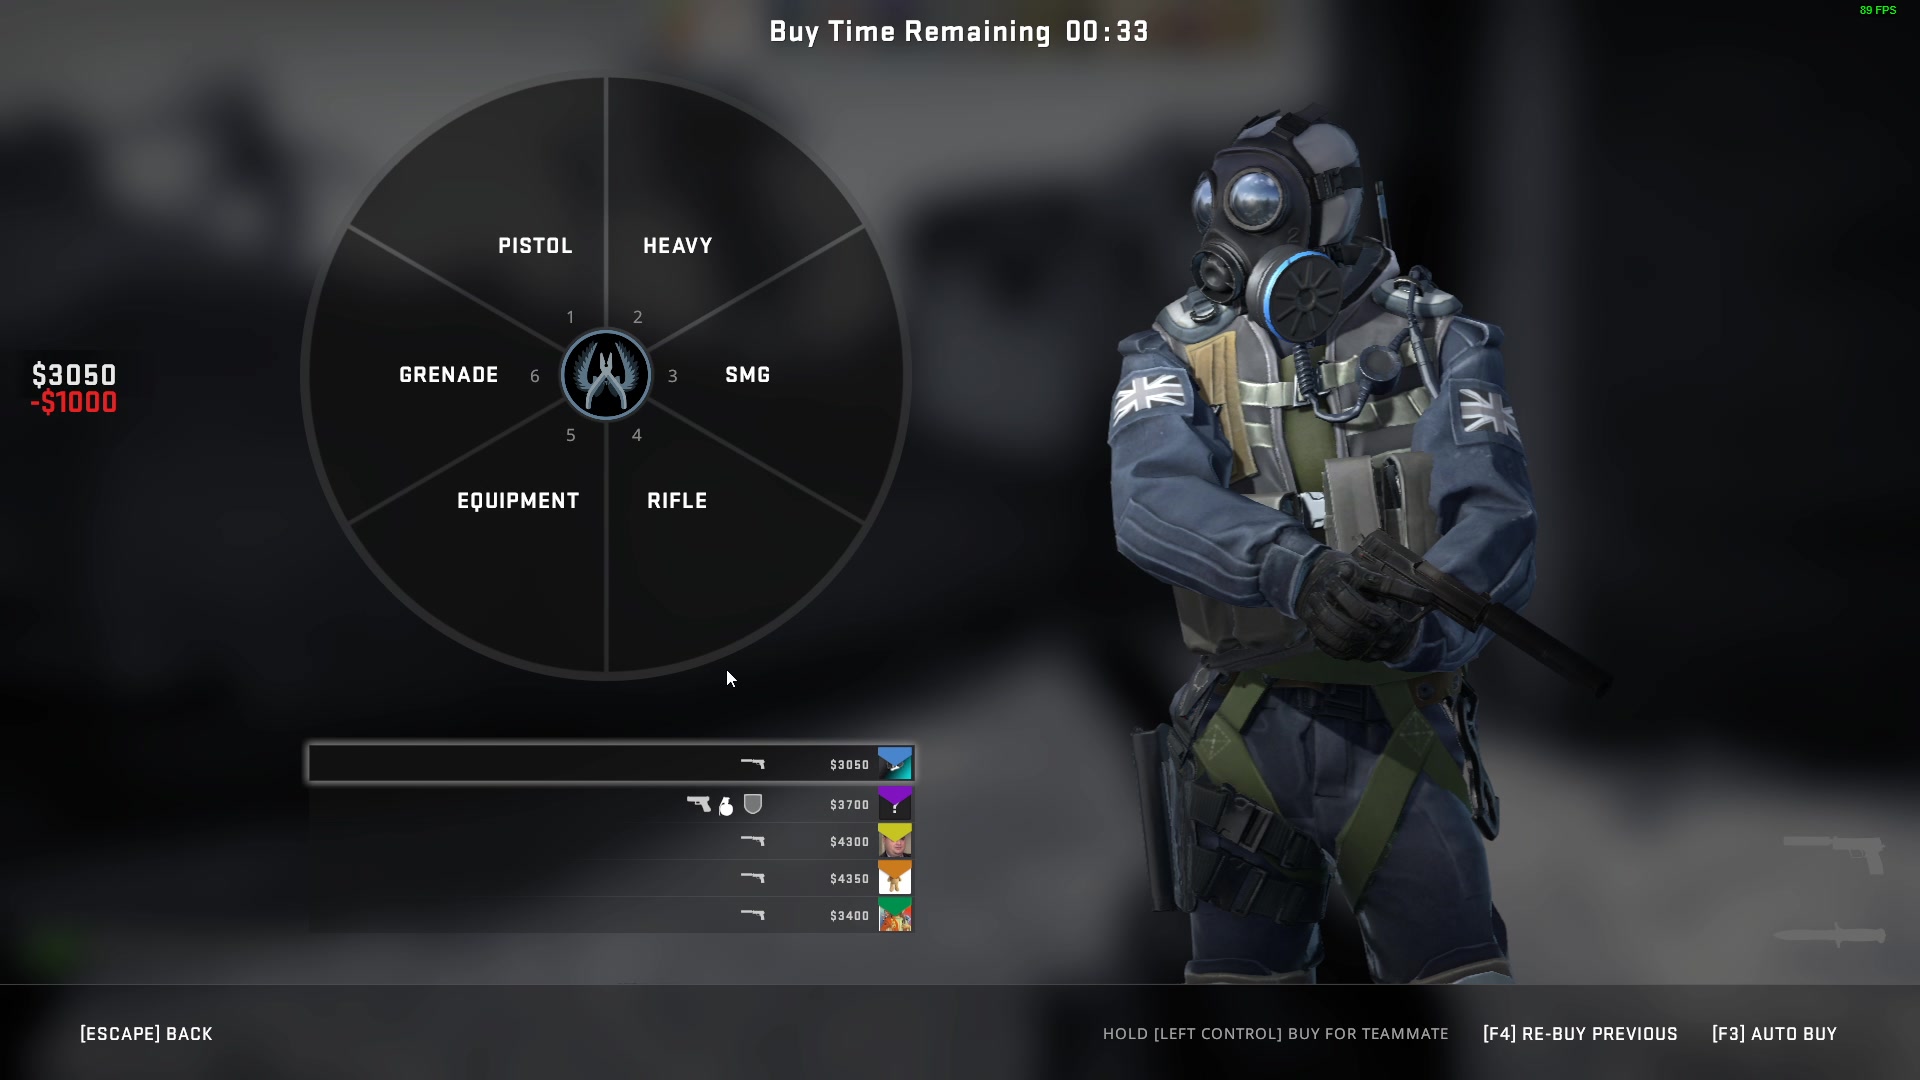 89 FPS
Buy Time Remaining 00:33
PISTOL
HEAVY
1
2
$3050
-$1000
GRENADE
6
3
SMG
5
4
EQUIPMENT
RIFLE
$3050
$3700
$4300
$4350
$3400
[ESCAPE] BACK
HOLD [LEFT CONTROL] BUY FOR TEAMMATE
[F4] RE-BUY PREVIOUS
[F3] AUTO BUY